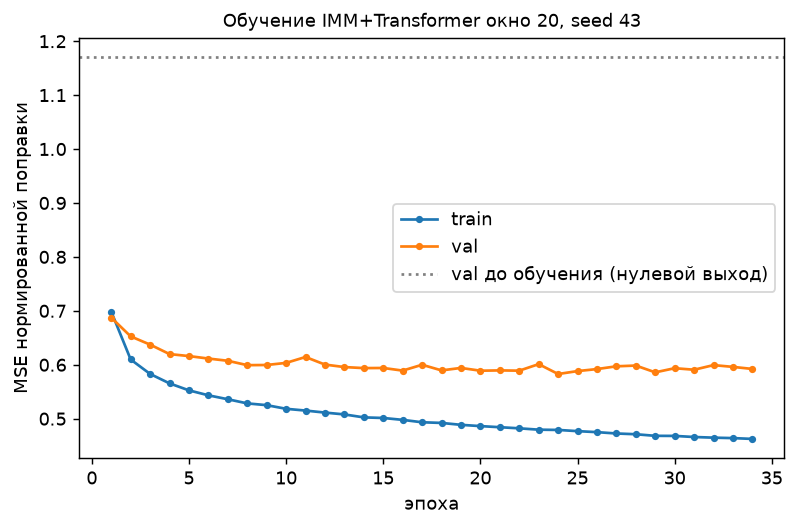 Обучение IMM+Transformer окно 20, seed 43
MSE нормированной поправки
1.2
1.1
1.0
0.9
0.8
0.7
0.6
0.5
train
val
val до обучения (нулевой выход)
0 5 10 15 20 25 30 35
эпоха